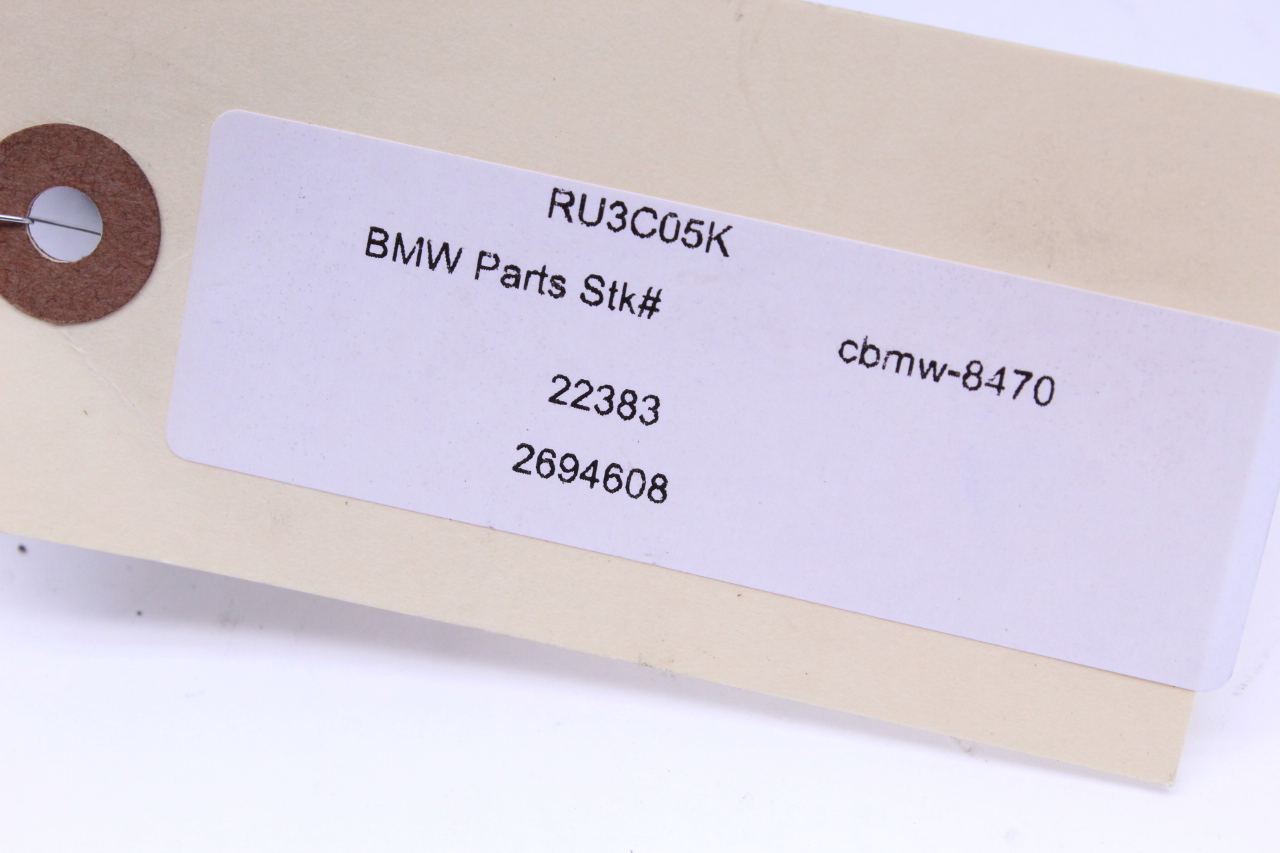 RU3C05K
BMW Parts Stk#
cbmw-8470
22383
2694608